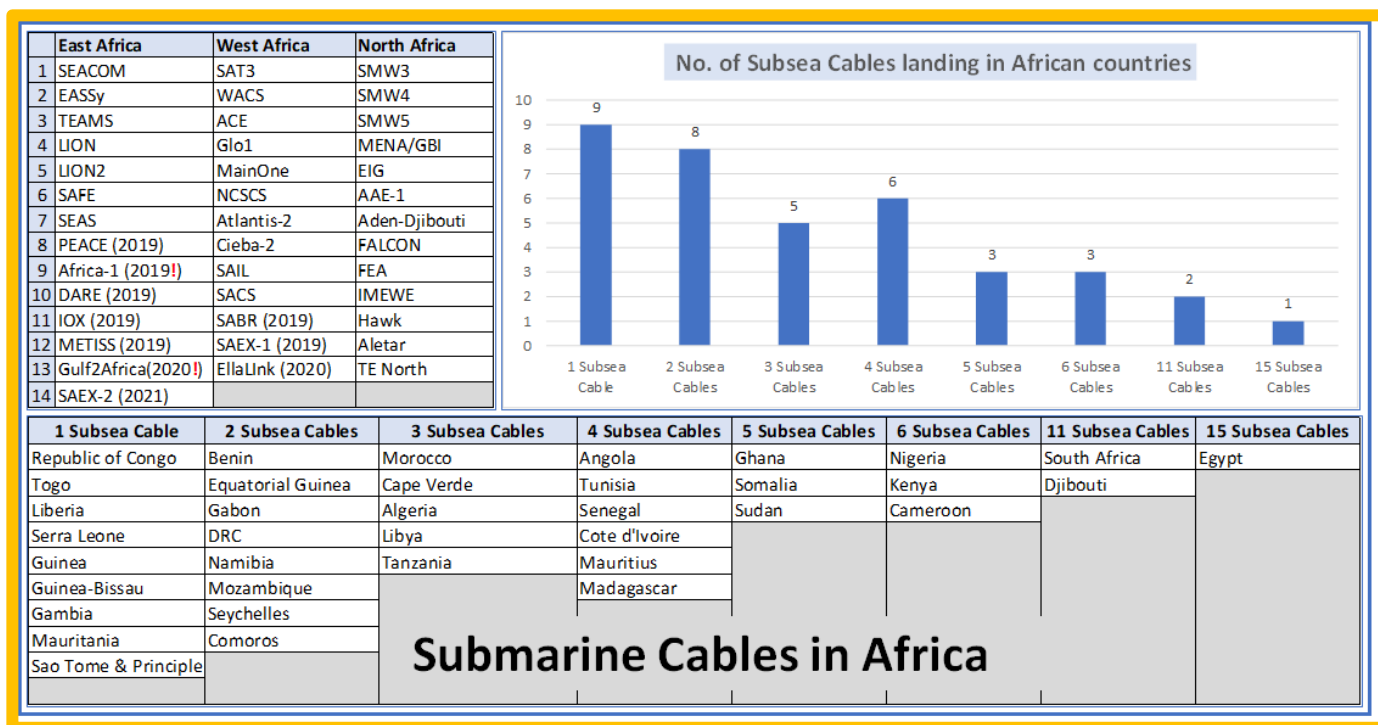 East Africa West Africa North Africa
1 SEACOM SAT3 SMW3
2 EASSy WACS SMW4
3 TEAMS ACE SMW5
4 LION Glo1 MENA/GBI
5 LION2 MainOne EIG
6 SAFE NCSCS AAE-1
7 SEAS Atlantis-2 Aden-Djibouti
8 PEACE (2019) Cieba-2 FALCON
9 Africa-1 (2019!) SAIL FEA
10 DARE (2019) SACS IMEWE
11 IOX (2019) SABR (2019) Hawk
12 METISS (2019) SAEX-1 (2019) Aletar
13 Gulf2Africa(2020!) EllaLInk (2020) TE North
14 SAEX-2 (2021)
No. of Subsea Cables landing in African countries
10
9
8
7
6
5
4
3
2
1
0
9 8 5 6 3 3 2 1
1 Subsea Cable 2 Subsea Cables 3 Subsea Cables 4 Subsea Cables 5 Subsea Cables 6 Subsea Cables 11 Subsea Cables 15 Subsea Cables
1 Subsea Cable 2 Subsea Cables 3 Subsea Cables 4 Subsea Cables 5 Subsea Cables 6 Subsea Cables 11 Subsea Cables 15 Subsea Cables
Republic of Congo Benin Morocco Angola Ghana Nigeria South Africa Egypt
Togo Equatorial Guinea Cape Verde Tunisia Somalia Kenya Djibouti
Liberia Gabon Algeria Senegal Sudan Cameroon
Serra Leone DRC Libya Cote d'Ivoire
Guinea Namibia Tanzania Mauritius
Guinea-Bissau Mozambique Madagascar
Gambia Seychelles
Mauritania Comoros
Sao Tome & Principle
Submarine Cables in Africa